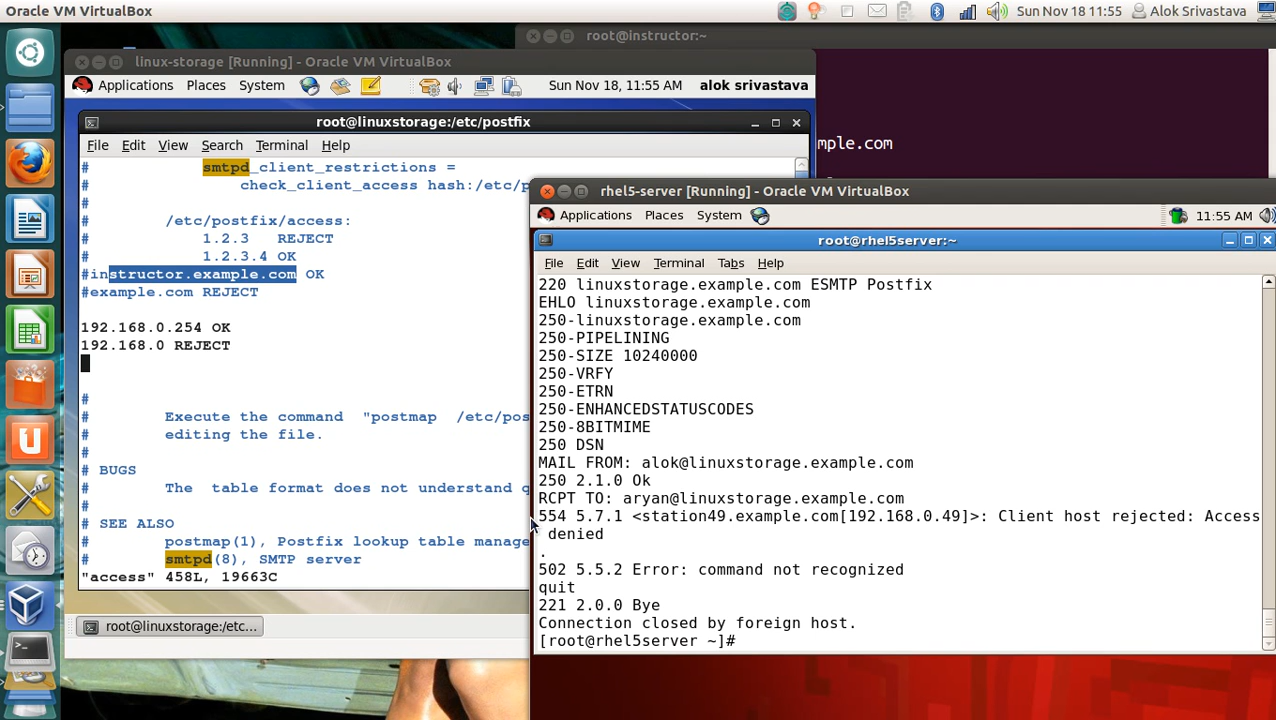 Oracle VM VirtualBox
Sun Nov 18 11:55
Alok Srivastava
root@instructor:~
linux-storage [Running] - Oracle VM VirtualBox
Applications Places System
Sun Nov 18, 11:55 AM alok srivastava
root@linuxstorage:/etc/postfix
File Edit View Search Terminal Help
# smtpd_client_restrictions =
# check_client_access hash:/etc/p
#
# /etc/postfix/access:
# 1.2.3 REJECT
# 1.2.3.4 OK
#instructor.example.com OK
#example.com REJECT
192.168.0.254 OK
192.168.0 REJECT
#
# Execute the command "postmap /etc/pos
# editing the file.
#
# BUGS
# The table format does not understand q
#
# SEE ALSO
# postmap(1), Postfix lookup table manage
# smtpd(8), SMTP server
"access" 458L, 19663C
root@linuxstorage:/etc...
mple.com
rhel5-server [Running] - Oracle VM VirtualBox
Applications Places System
11:55 AM
root@rhel5server:~
File Edit View Terminal Tabs Help
220 linuxstorage.example.com ESMTP Postfix
EHLO linuxstorage.example.com
250-linuxstorage.example.com
250-PIPELINING
250-SIZE 10240000
250-VRFY
250-ETRN
250-ENHANCEDSTATUSCODES
250-8BITMIME
250 DSN
MAIL FROM: alok@linuxstorage.example.com
250 2.1.0 Ok
RCPT TO: aryan@linuxstorage.example.com
554 5.7.1 <station49.example.com[192.168.0.49]>: Client host rejected: Access
denied
.
502 5.5.2 Error: command not recognized
quit
221 2.0.0 Bye
Connection closed by foreign host.
[root@rhel5server ~]#